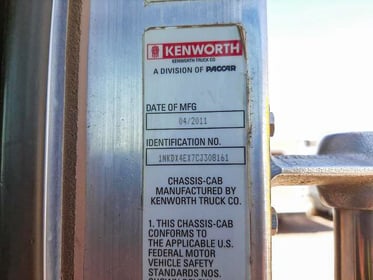 KENWORTH
KENWORTH TRUCK CO
A DIVISION OF PACCAR
DATE OF MFG
04/2011
IDENTIFICATION NO.
1NKDX4EX7CJ308161
CHASSIS-CAB
MANUFACTURED BY
KENWORTH TRUCK CO.
1. THIS CHASSIS-CAB
CONFORMS TO
THE APPLICABLE U.S.
FEDERAL MOTOR
VEHICLE SAFETY
STANDARDS NOS.